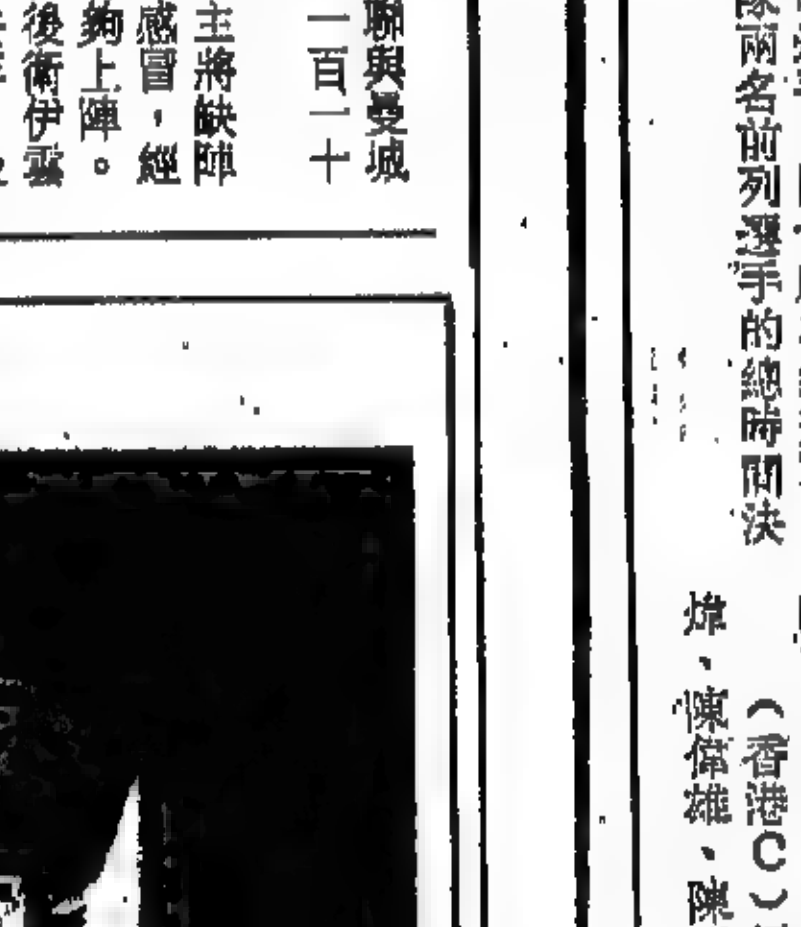 隊兩名前列選手的總時間決
（香港C）
煒、陳偉雄、陳
聯與曼城
一百一十
主將缺陣
感冒，經
夠上陣。
後衛伊雲